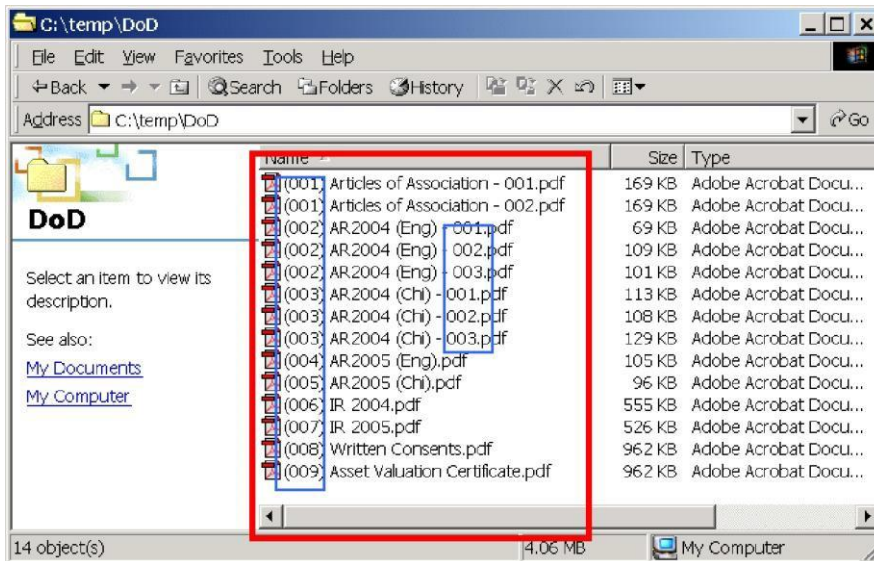 C:\temp\DoD
File Edit View Favorites Tools Help
Back Search Folders History
Address C:\temp\DoD Go
Name Size Type
(001) Articles of Association - 001.pdf 169 KB Adobe Acrobat Docu...
(001) Articles of Association - 002.pdf 169 KB Adobe Acrobat Docu...
(002) AR2004 (Eng) - 001.pdf 69 KB Adobe Acrobat Docu...
(002) AR2004 (Eng) - 002.pdf 109 KB Adobe Acrobat Docu...
(002) AR2004 (Eng) - 003.pdf 101 KB Adobe Acrobat Docu...
(003) AR2004 (Chi) - 001.pdf 113 KB Adobe Acrobat Docu...
(003) AR2004 (Chi) - 002.pdf 108 KB Adobe Acrobat Docu...
(003) AR2004 (Chi) - 003.pdf 129 KB Adobe Acrobat Docu...
(004) AR2005 (Eng).pdf 105 KB Adobe Acrobat Docu...
(005) AR2005 (Chi).pdf 96 KB Adobe Acrobat Docu...
(006) IR 2004.pdf 555 KB Adobe Acrobat Docu...
(007) IR 2005.pdf 526 KB Adobe Acrobat Docu...
(008) Written Consents.pdf 962 KB Adobe Acrobat Docu...
(009) Asset Valuation Certificate.pdf 962 KB Adobe Acrobat Docu...
DoD
Select an item to view its
description.
See also:
My Documents
My Computer
14 object(s) 4.06 MB My Computer